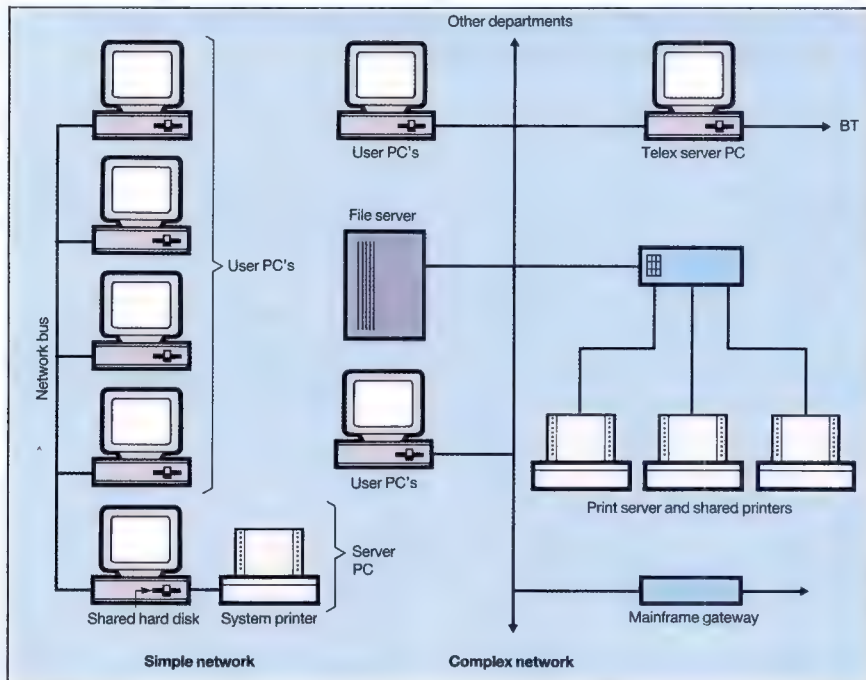 Other departments
User PC's
Telex server PC
BT
File server
User PC's
Network bus
User PC's
Print server and shared printers
Server
PC
Shared hard disk
System printer
Mainframe gateway
Simple network
Complex network